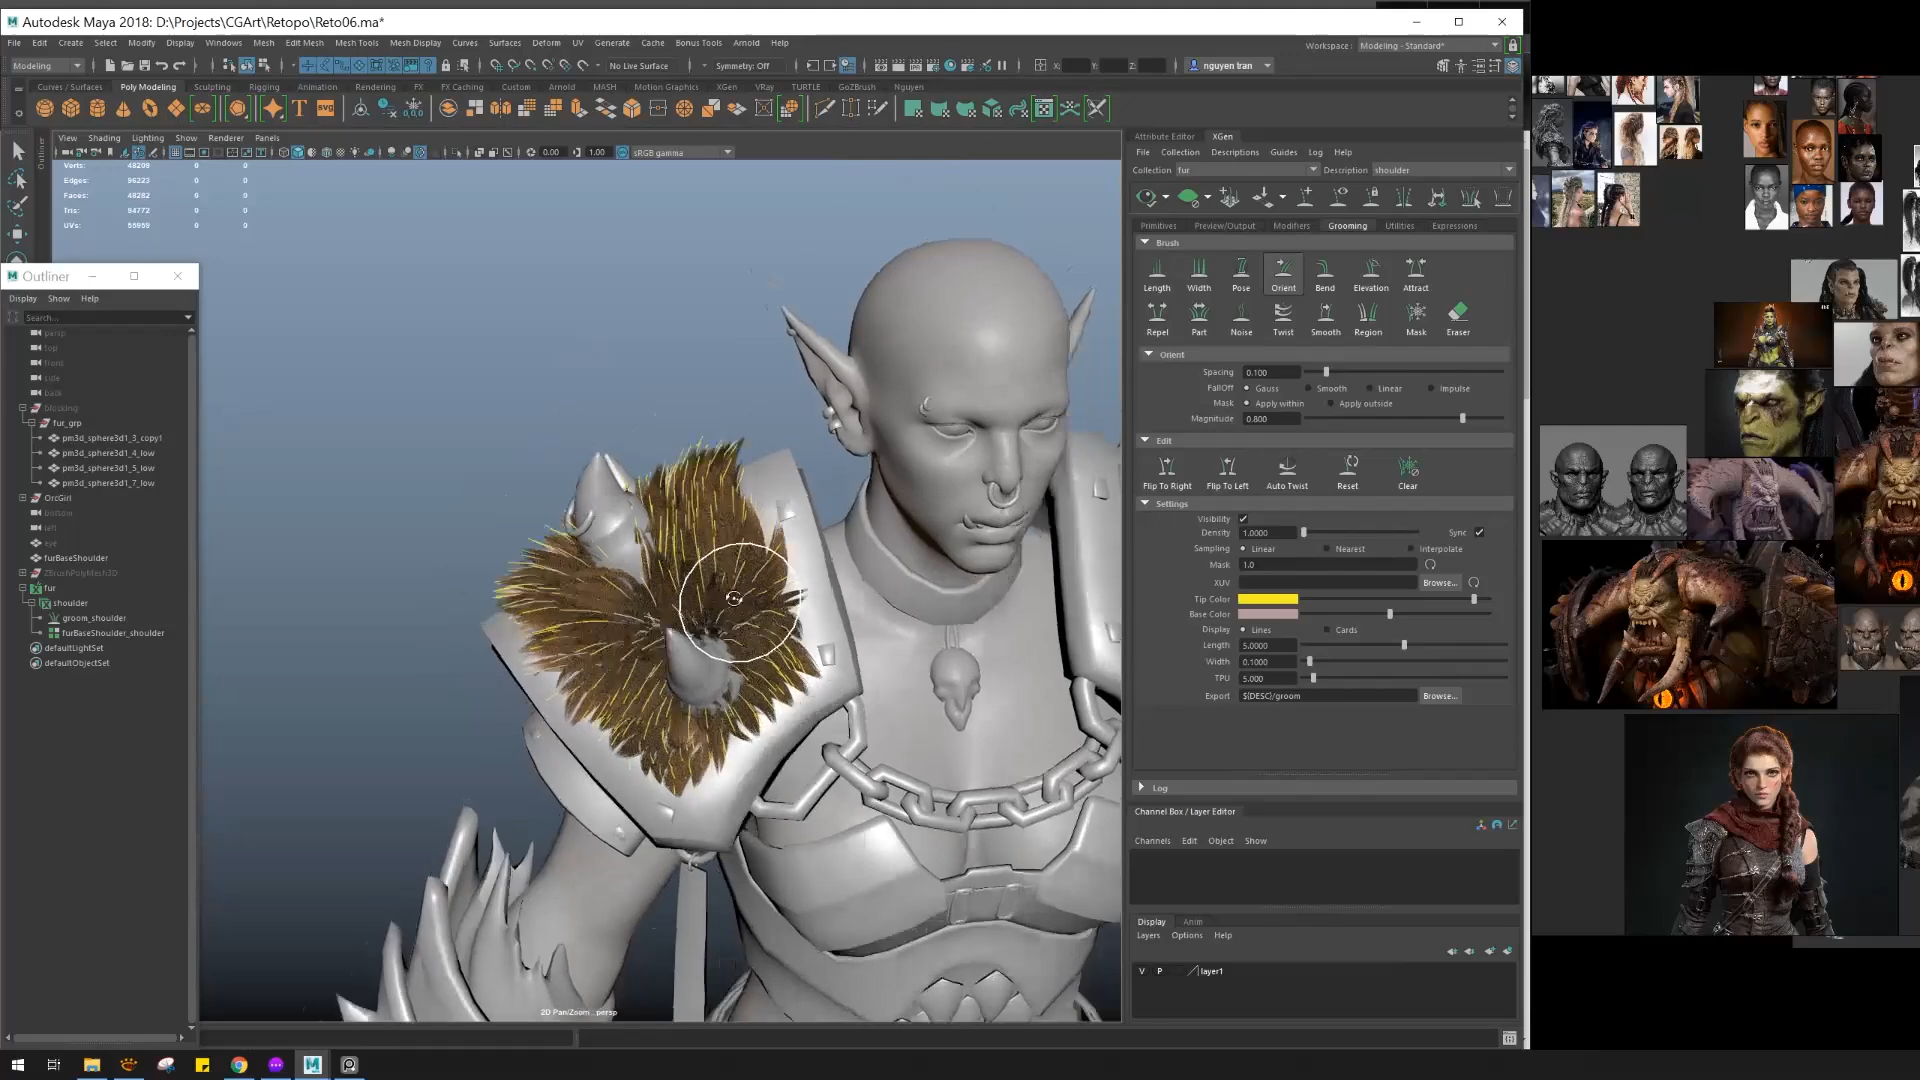 Autodesk Maya 2018: D:\Projects\CGArt\Retopo\Reto06.ma*
File Edit Create Select Modify Display Windows Mesh Edit Mesh Mesh Tools Mesh Display Curves Surfaces Deform UV Generate Cache Bonus Tools Arnold Help
Workspace: Modeling - Standard*
Modeling No Live Surface Symmetry: Off X: Y: Z: nguyen tran
Curves / Surfaces Poly Modeling Sculpting Rigging Animation Rendering FX FX Caching Custom Arnold MASH Motion Graphics XGen VRay TURTLE GoZBrush Nguyen
View Shading Lighting Show Renderer Panels
0.00 1.00 sRGB gamma
Verts: 48209 0 0
Edges: 96223 0 0
Faces: 48282 0 0
Tris: 94772 0 0
UVs: 55959 0 0
Outliner
Display Show Help
Search...
persp
top
front
side
back
blocking
fur_grp
pm3d_sphere3d1_3_copy1
pm3d_sphere3d1_4_low
pm3d_sphere3d1_5_low
pm3d_sphere3d1_7_low
OrcGirl
bottom
left
eye
furBaseShoulder
ZBrushPolyMesh3D
fur
shoulder
groom_shoulder
furBaseShoulder_shoulder
defaultLightSet
defaultObjectSet
2D Pan/Zoom : persp
Attribute Editor XGen
File Collection Descriptions Guides Log Help
Collection fur Description shoulder
Primitives Preview/Output Modifiers Grooming Utilities Expressions
Brush
Length Width Pose Orient Bend Elevation Attract
Repel Part Noise Twist Smooth Region Mask Eraser
Orient
Spacing 0.100
FallOff Gauss Smooth Linear Impulse
Mask Apply within Apply outside
Magnitude 0.800
Edit
Flip To Right Flip To Left Auto Twist Reset Clear
Settings
Visibility
Density 1.0000 Sync
Sampling Linear Nearest Interpolate
Mask 1.0
XUV Browse...
Tip Color
Base Color
Display Lines Cards
Length 5.0000
Width 0.1000
TPU 5.000
Export ${DESC}/groom Browse...
Log
Channel Box / Layer Editor
Channels Edit Object Show
Display Anim
Layers Options Help
V P layer1